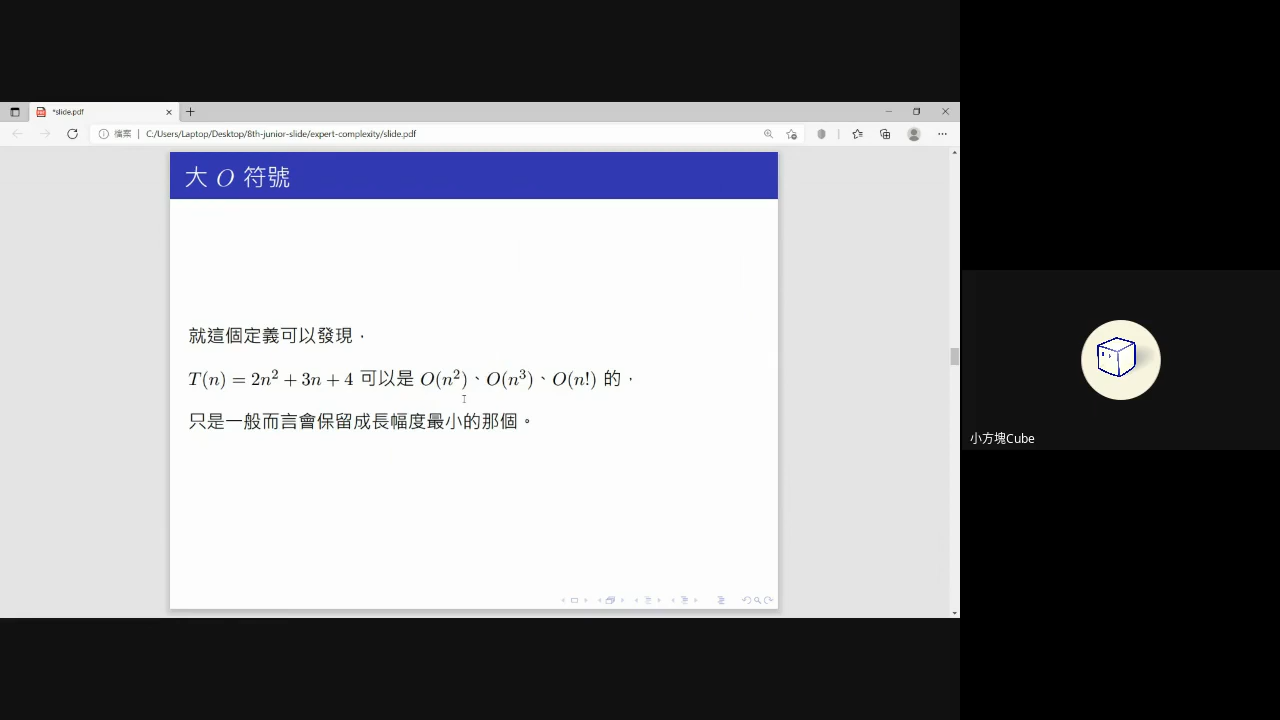 *slide.pdf
檔案 | C:/Users/Laptop/Desktop/8th-junior-slide/expert-complexity/slide.pdf
大 O 符號
就這個定義可以發現，
T(n) = 2n² + 3n + 4 可以是 O(n²)、O(n³)、O(n!) 的，
只是一般而言會保留成長幅度最小的那個。
小方塊Cube